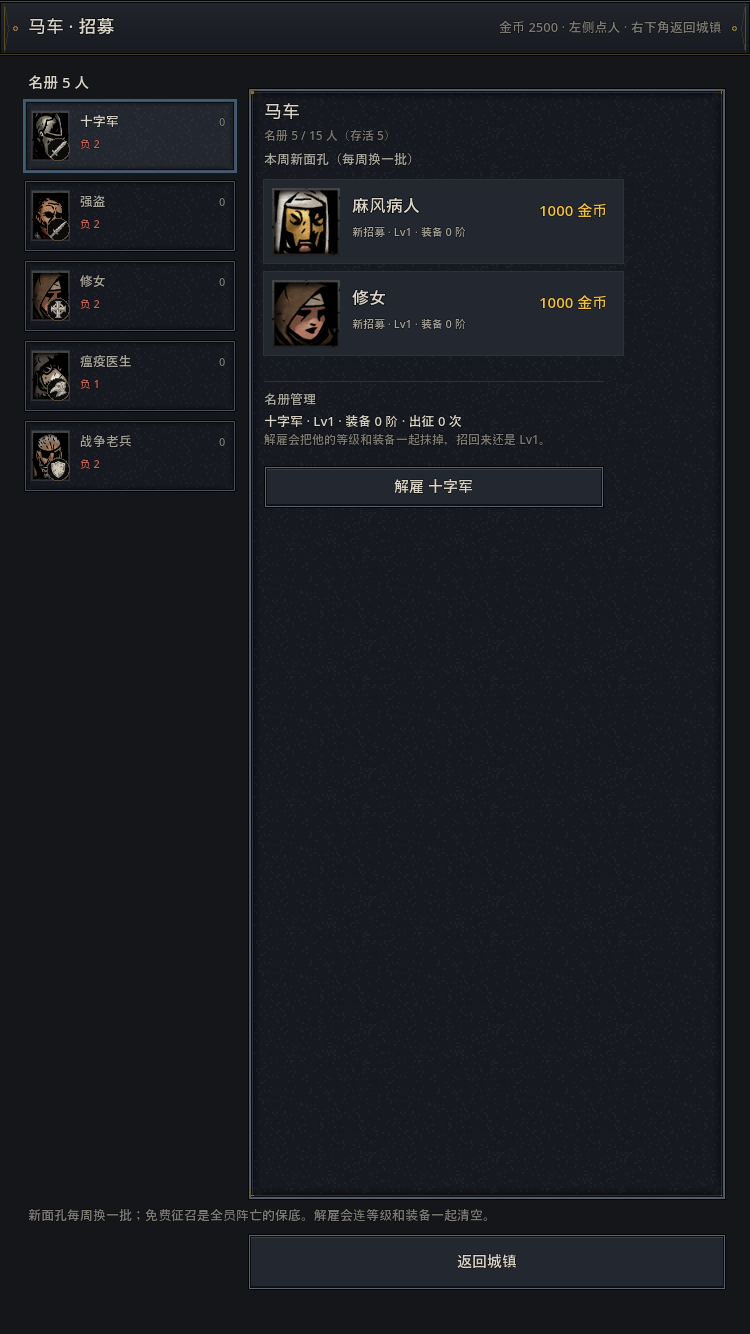 马车 · 招募
金币 2500 · 左侧点人 · 右下角返回城镇
名册 5 人
十字军
0
负 2
强盗
0
负 2
修女
0
负 2
瘟疫医生
0
负 1
战争老兵
0
负 2
马车
名册 5 / 15 人（存活 5）
本周新面孔（每周换一批）
麻风病人
1000 金币
新招募 · Lv1 · 装备 0 阶
修女
1000 金币
新招募 · Lv1 · 装备 0 阶
名册管理
十字军 · Lv1 · 装备 0 阶 · 出征 0 次
解雇会把他的等级和装备一起抹掉，招回来还是 Lv1。
解雇 十字军
新面孔每周换一批；免费征召是全员阵亡的保底。解雇会连等级和装备一起清空。
返回城镇